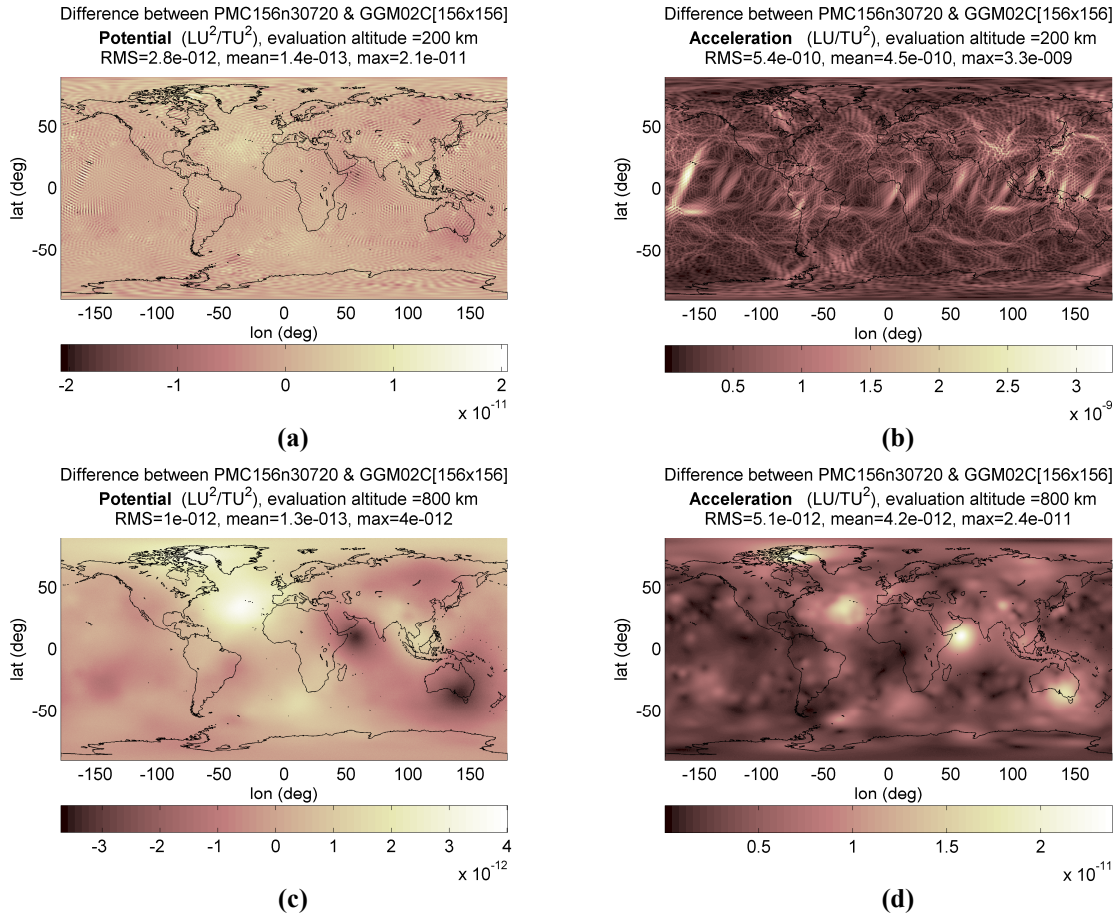 Difference between PMC156n30720 & GGM02C[156x156]
Potential (LU²/TU²), evaluation altitude =200 km
RMS=2.8e-012, mean=1.4e-013, max=2.1e-011
lat (deg)
50
0
-50
-150 -100 -50 0 50 100 150
lon (deg)
-2 -1 0 1 2
x 10⁻¹¹
(a)
Difference between PMC156n30720 & GGM02C[156x156]
Acceleration (LU/TU²), evaluation altitude =200 km
RMS=5.4e-010, mean=4.5e-010, max=3.3e-009
lat (deg)
50
0
-50
-150 -100 -50 0 50 100 150
lon (deg)
0.5 1 1.5 2 2.5 3
x 10⁻⁹
(b)
Difference between PMC156n30720 & GGM02C[156x156]
Potential (LU²/TU²), evaluation altitude =800 km
RMS=1e-012, mean=1.3e-013, max=4e-012
lat (deg)
50
0
-50
-150 -100 -50 0 50 100 150
lon (deg)
-3 -2 -1 0 1 2 3 4
x 10⁻¹²
(c)
Difference between PMC156n30720 & GGM02C[156x156]
Acceleration (LU/TU²), evaluation altitude =800 km
RMS=5.1e-012, mean=4.2e-012, max=2.4e-011
lat (deg)
50
0
-50
-150 -100 -50 0 50 100 150
lon (deg)
0.5 1 1.5 2
x 10⁻¹¹
(d)